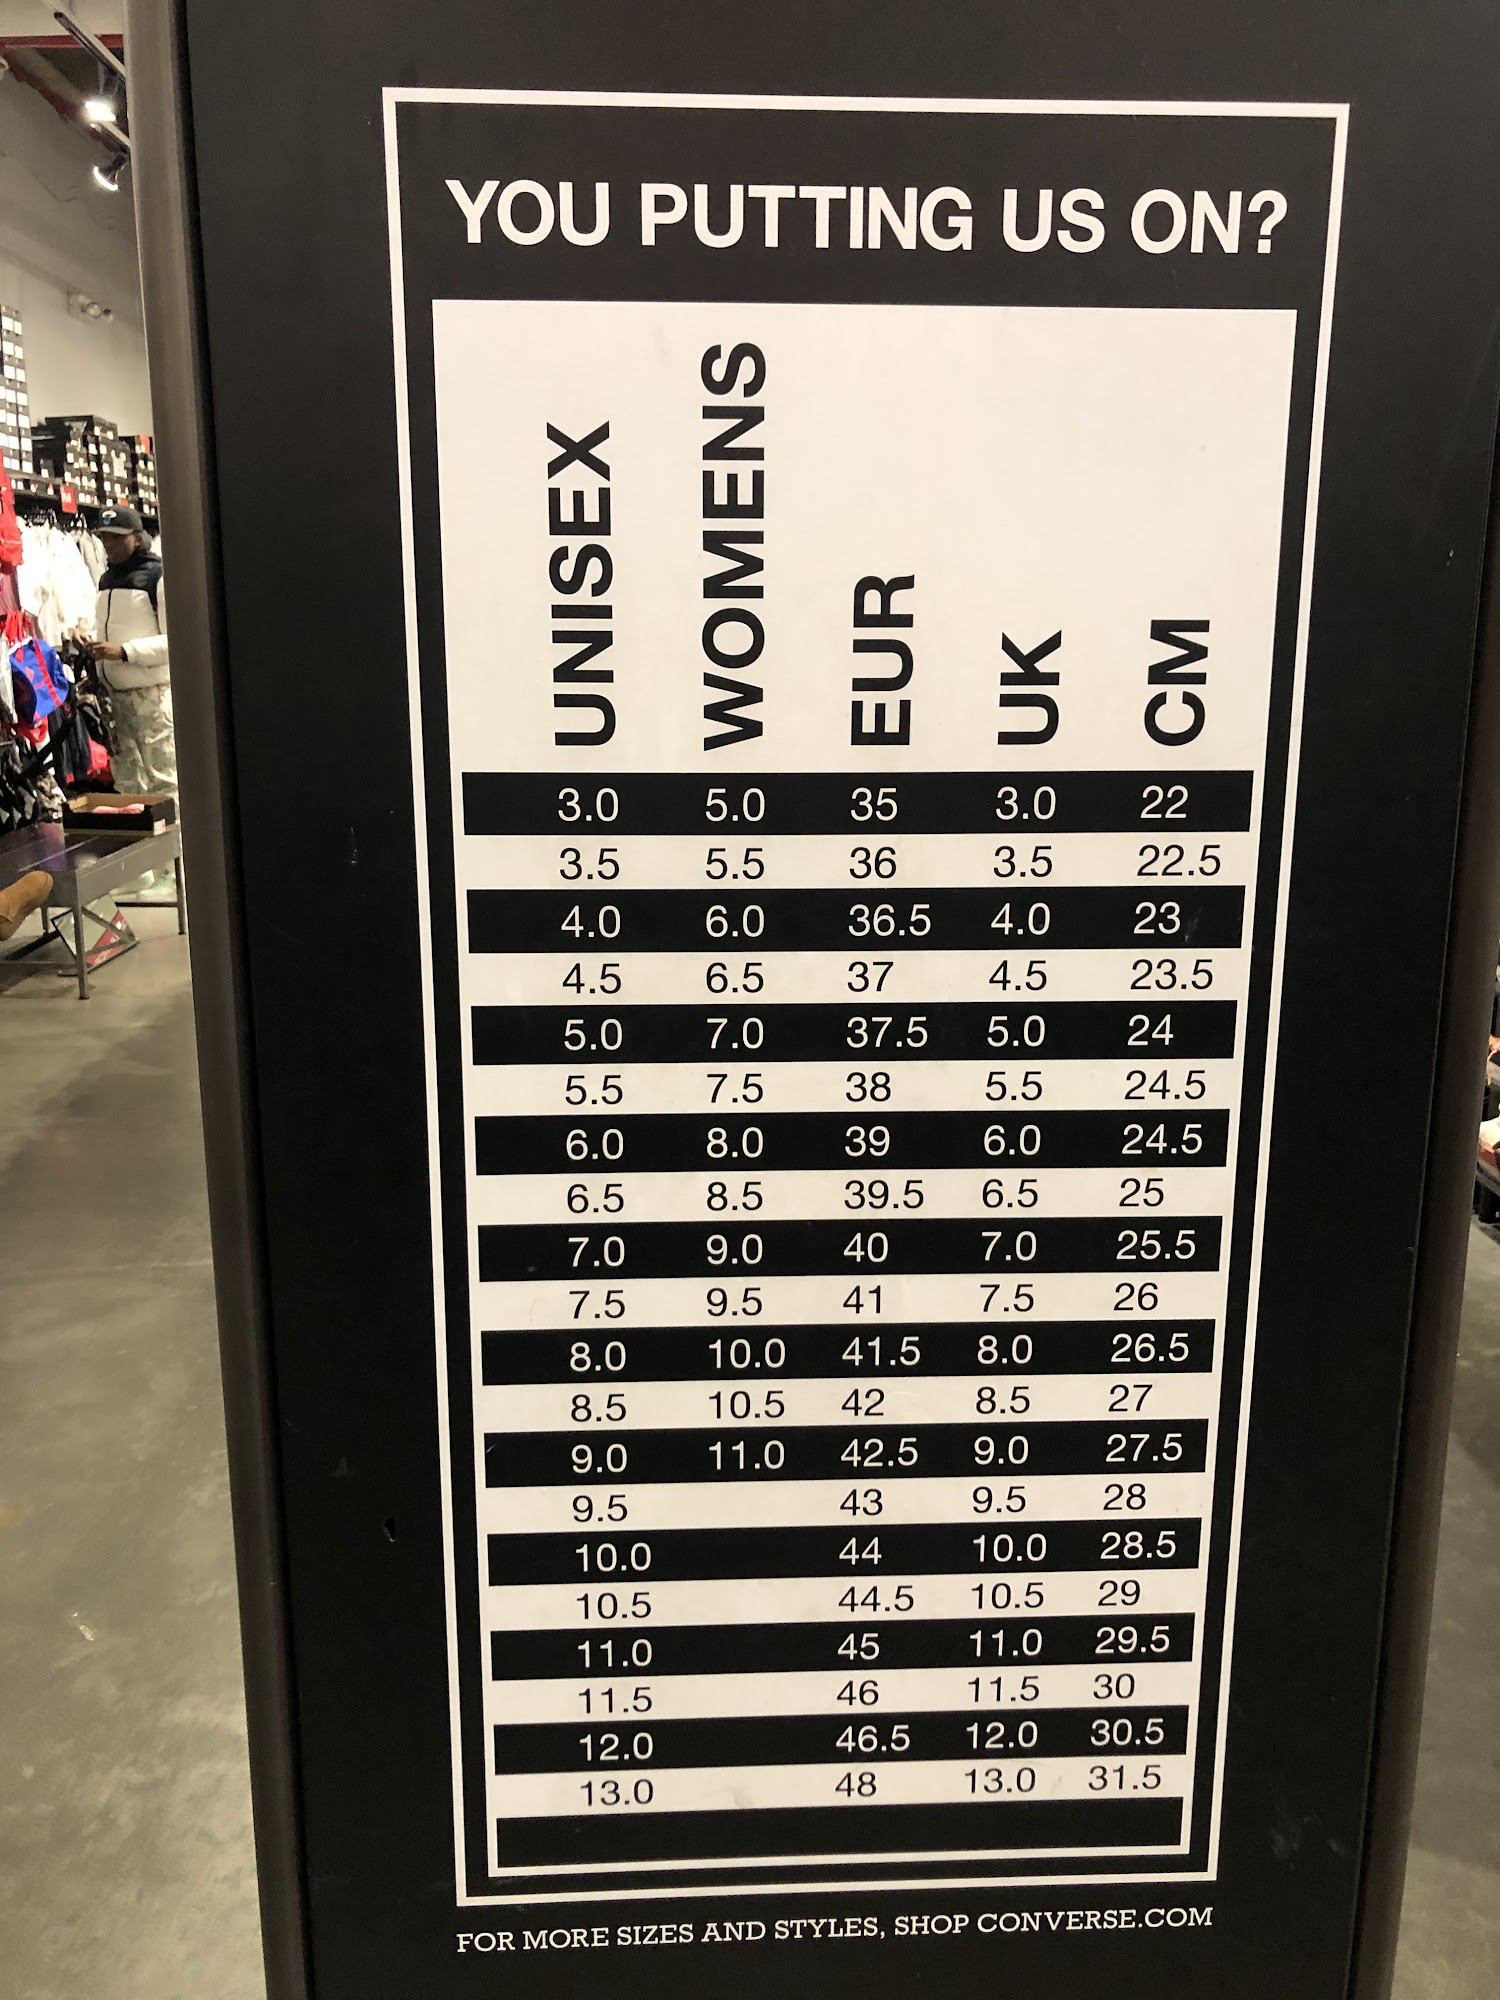 YOU PUTTING US ON?
UNISEX WOMENS EUR UK CM
3.0 5.0 35 3.0 22
3.5 5.5 36 3.5 22.5
4.0 6.0 36.5 4.0 23
4.5 6.5 37 4.5 23.5
5.0 7.0 37.5 5.0 24
5.5 7.5 38 5.5 24.5
6.0 8.0 39 6.0 24.5
6.5 8.5 39.5 6.5 25
7.0 9.0 40 7.0 25.5
7.5 9.5 41 7.5 26
8.0 10.0 41.5 8.0 26.5
8.5 10.5 42 8.5 27
9.0 11.0 42.5 9.0 27.5
9.5 43 9.5 28
10.0 44 10.0 28.5
10.5 44.5 10.5 29
11.0 45 11.0 29.5
11.5 46 11.5 30
12.0 46.5 12.0 30.5
13.0 48 13.0 31.5
FOR MORE SIZES AND STYLES, SHOP CONVERSE.COM